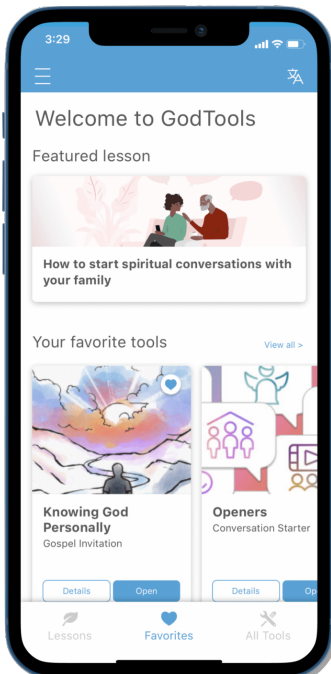 3:29
Welcome to GodTools
Featured lesson
How to start spiritual conversations with
your family
Your favorite tools
View all >
Knowing God
Personally
Gospel Invitation
Details
Open
Openers
Conversation Starter
Details
Op
Lessons
Favorites
All Tools